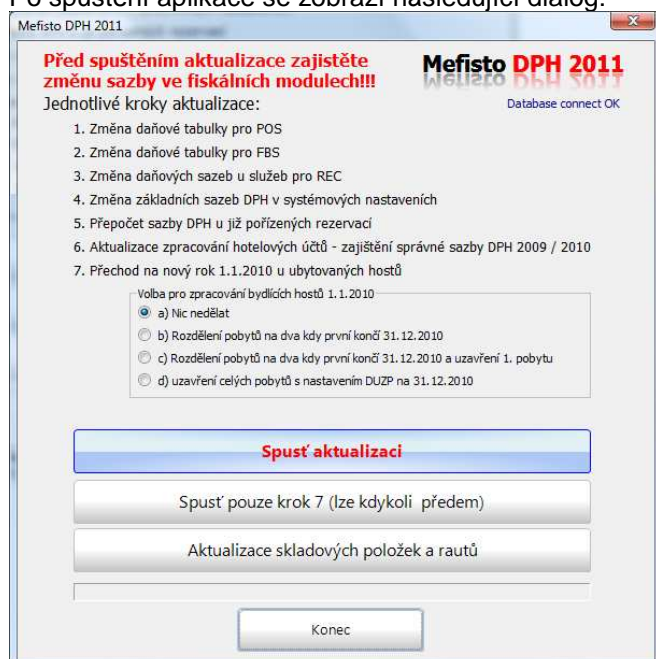 Po spuštění aplikace se zobrazí následující dialog:
Mefisto DPH 2011
Před spuštěním aktualizace zajistěte
změnu sazby ve fiskálních modulech!!!
Mefisto DPH 2011
Jednotlivé kroky aktualizace:
Database connect OK
1. Změna daňové tabulky pro POS
2. Změna daňové tabulky pro FBS
3. Změna daňových sazeb u služeb pro REC
4. Změna základních sazeb DPH v systémových nastaveních
5. Přepočet sazby DPH u již pořízených rezervací
6. Aktualizace zpracování hotelových účtů - zajištění správné sazby DPH 2009 / 2010
7. Přechod na nový rok 1.1.2010 u ubytovaných hostů
Volba pro zpracování bydlících hostů 1.1.2010
a) Nic nedělat
b) Rozdělení pobytů na dva kdy první končí 31.12.2010
c) Rozdělení pobytů na dva kdy první končí 31.12.2010 a uzavření 1. pobytu
d) uzavření celých pobytů s nastavením DUZP na 31.12.2010
Spusť aktualizaci
Spusť pouze krok 7 (lze kdykoli předem)
Aktualizace skladových položek a rautů
Konec